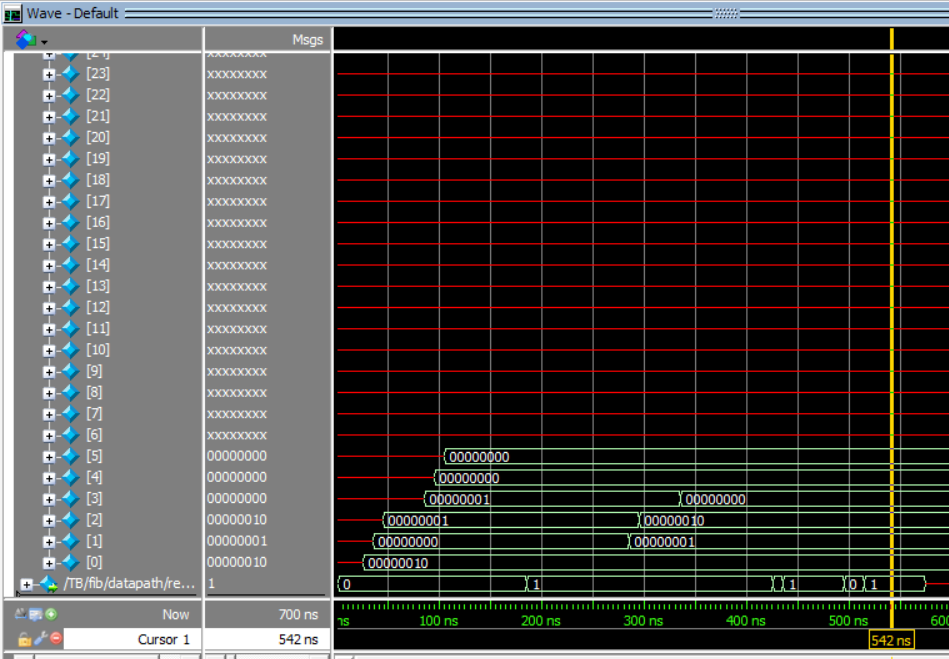 Wave - Default
Msgs
[24] xxxxxxxx
[23] xxxxxxxx
[22] xxxxxxxx
[21] xxxxxxxx
[20] xxxxxxxx
[19] xxxxxxxx
[18] xxxxxxxx
[17] xxxxxxxx
[16] xxxxxxxx
[15] xxxxxxxx
[14] xxxxxxxx
[13] xxxxxxxx
[12] xxxxxxxx
[11] xxxxxxxx
[10] xxxxxxxx
[9] xxxxxxxx
[8] xxxxxxxx
[7] xxxxxxxx
[6] xxxxxxxx
[5] 00000000 00000000
[4] 00000000 00000000
[3] 00000000 00000001 00000000
[2] 00000010 00000001 00000010
[1] 00000001 00000000 00000001
[0] 00000010 00000010
/TB/fib/datapath/re... 1 0 1 1 0 1
Now 700 ns ns 100 ns 200 ns 300 ns 400 ns 500 ns 600
Cursor 1 542 ns 542 ns